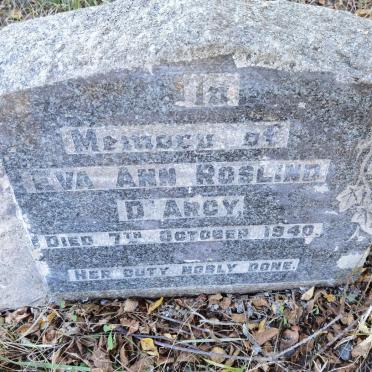 In
Memory of
Eva Ann Roslind
D'Arcy,
Died 7th October 1940.
Her duty nobly done.